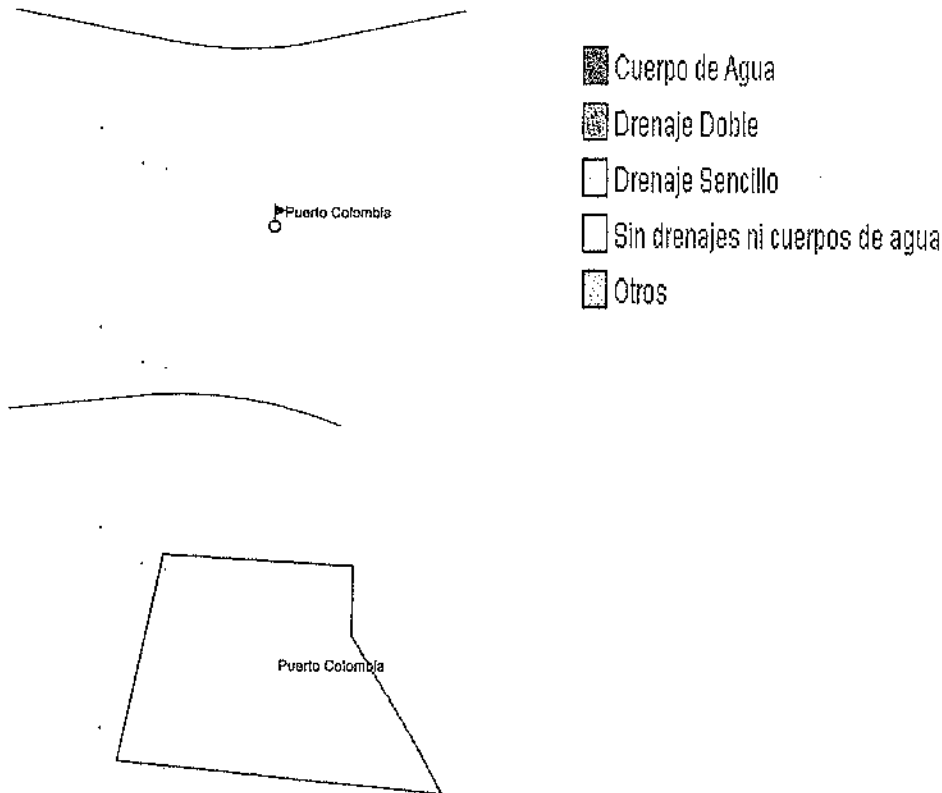 Cuerpo de Agua
Drenaje Doble
Drenaje Sencillo
Sin drenajes ni cuerpos de agua
Otros
Puerto Colombia
Puerto Colombia